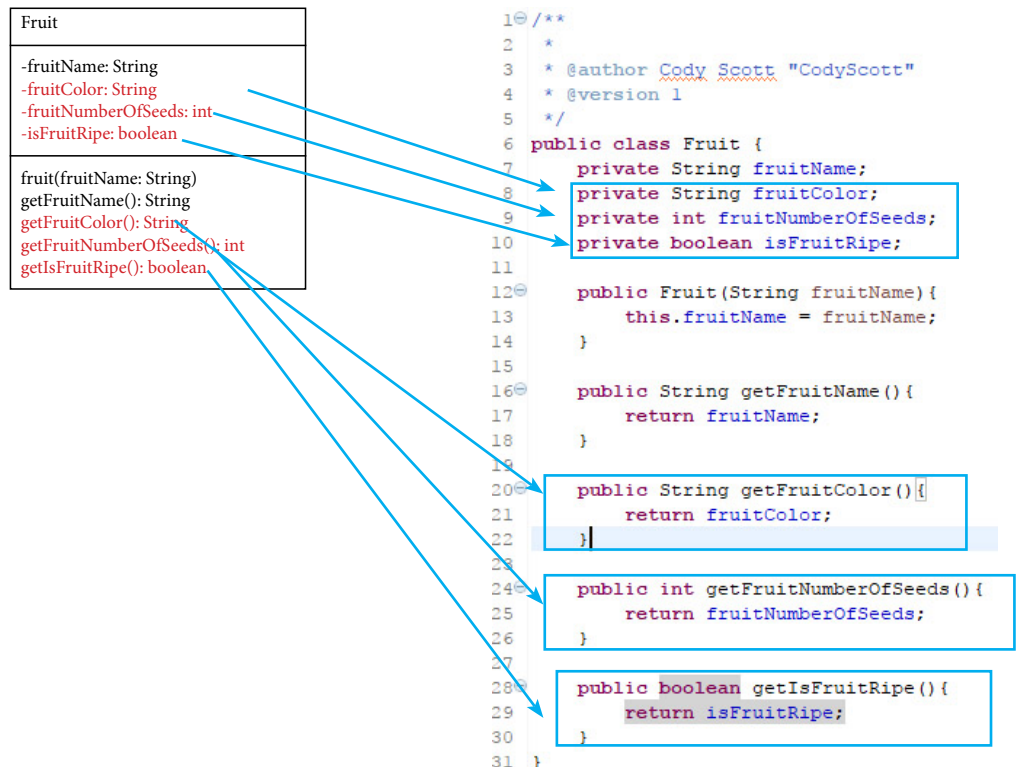 Fruit
-fruitName: String
-fruitColor: String
-fruitNumberOfSeeds: int
-isFruitRipe: boolean
fruit(fruitName: String)
getFruitName(): String
getFruitColor(): String
getFruitNumberOfSeeds(): int
getIsFruitRipe(): boolean
1 /**
2 *
3 * @author Cody Scott "CodyScott"
4 * @version 1
5 */
6 public class Fruit {
7 private String fruitName;
8 private String fruitColor;
9 private int fruitNumberOfSeeds;
10 private boolean isFruitRipe;
11
12 public Fruit(String fruitName){
13 this.fruitName = fruitName;
14 }
15
16 public String getFruitName(){
17 return fruitName;
18 }
19
20 public String getFruitColor(){
21 return fruitColor;
22 }
23
24 public int getFruitNumberOfSeeds(){
25 return fruitNumberOfSeeds;
26 }
27
28 public boolean getIsFruitRipe(){
29 return isFruitRipe;
30 }
31 }